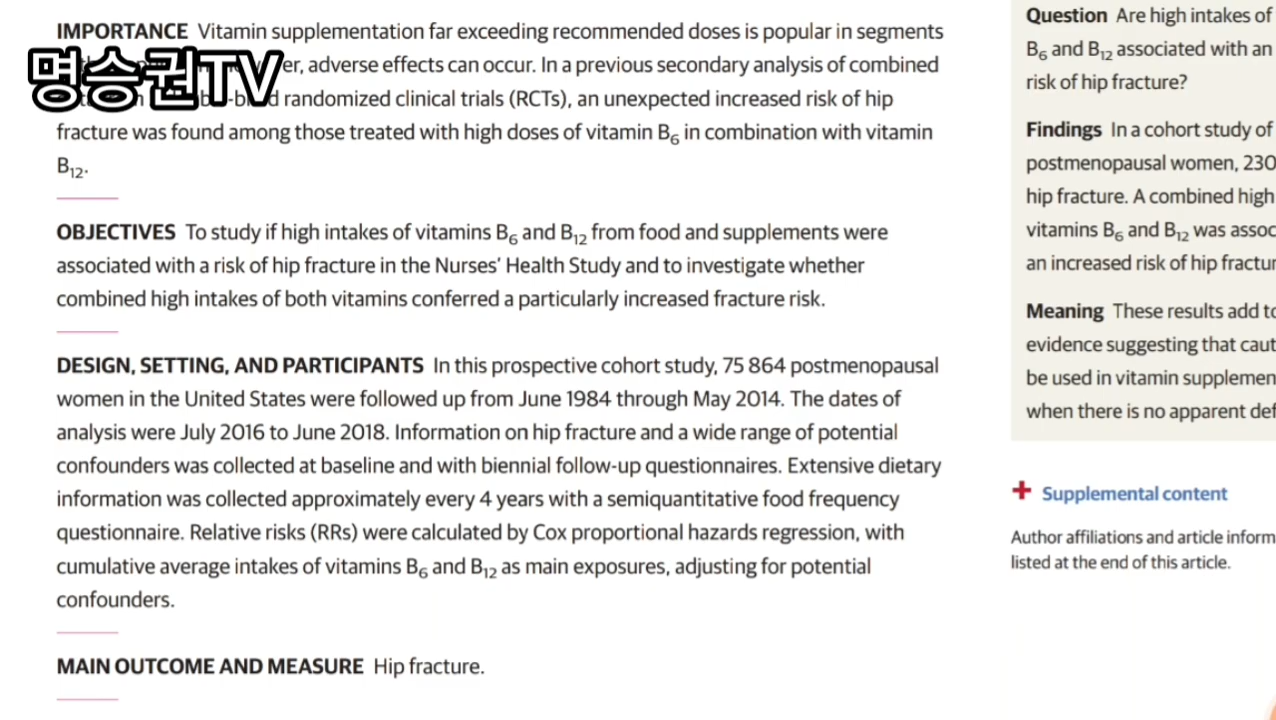 IMPORTANCE Vitamin supplementation far exceeding recommended doses is popular in segments
명승권TV
er, adverse effects can occur. In a previous secondary analysis of combined
randomized clinical trials (RCTs), an unexpected increased risk of hip
fracture was found among those treated with high doses of vitamin B6 in combination with vitamin
B12.
OBJECTIVES To study if high intakes of vitamins B6 and B12 from food and supplements were
associated with a risk of hip fracture in the Nurses' Health Study and to investigate whether
combined high intakes of both vitamins conferred a particularly increased fracture risk.
DESIGN, SETTING, AND PARTICIPANTS In this prospective cohort study, 75 864 postmenopausal
women in the United States were followed up from June 1984 through May 2014. The dates of
analysis were July 2016 to June 2018. Information on hip fracture and a wide range of potential
confounders was collected at baseline and with biennial follow-up questionnaires. Extensive dietary
information was collected approximately every 4 years with a semiquantitative food frequency
questionnaire. Relative risks (RRs) were calculated by Cox proportional hazards regression, with
cumulative average intakes of vitamins B6 and B12 as main exposures, adjusting for potential
confounders.
MAIN OUTCOME AND MEASURE Hip fracture.
Question Are high intakes of
B6 and B12 associated with an
risk of hip fracture?
Findings In a cohort study of
postmenopausal women, 230
hip fracture. A combined high
vitamins B6 and B12 was assoc
an increased risk of hip fractur
Meaning These results add to
evidence suggesting that caut
be used in vitamin supplemen
when there is no apparent def
Supplemental content
Author affiliations and article inform
listed at the end of this article.